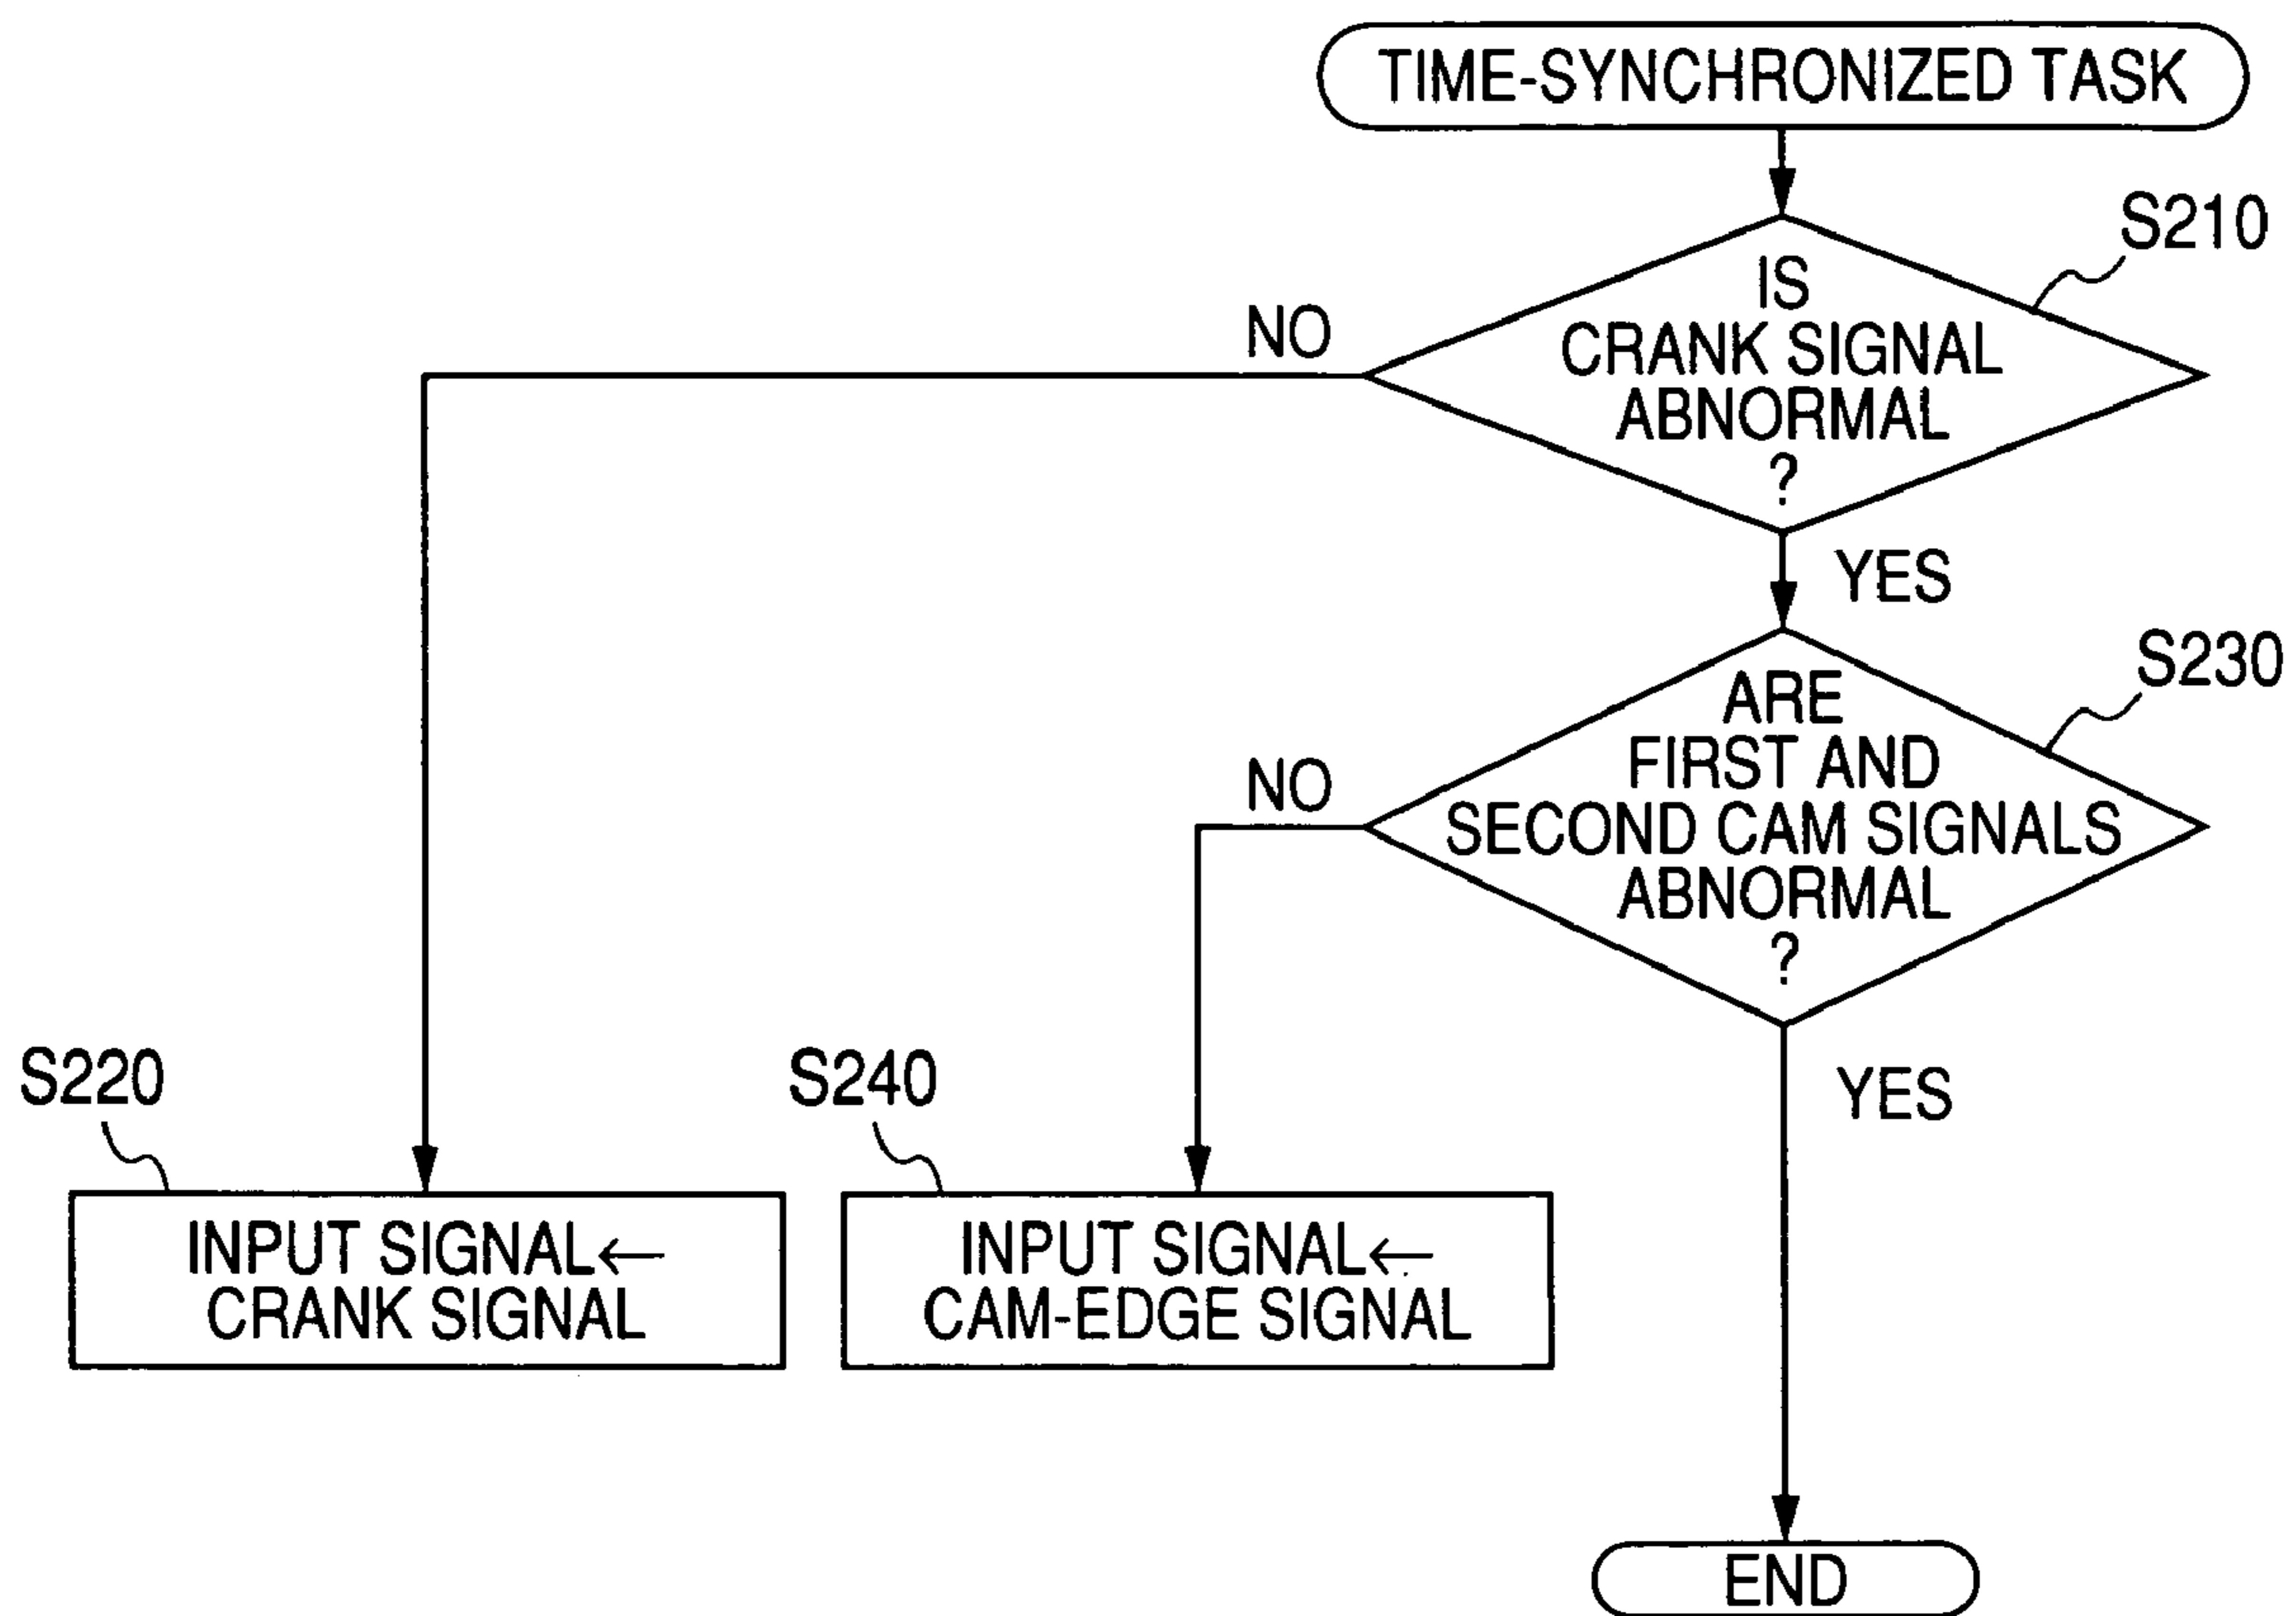 TIME-SYNCHRONIZED TASK
S210
IS
CRANK SIGNAL
ABNORMAL
?
NO
YES
S230
ARE
FIRST AND
SECOND CAM SIGNALS
ABNORMAL
?
NO
YES
S220
INPUT SIGNAL←
CRANK SIGNAL
S240
INPUT SIGNAL←
CAM-EDGE SIGNAL
END